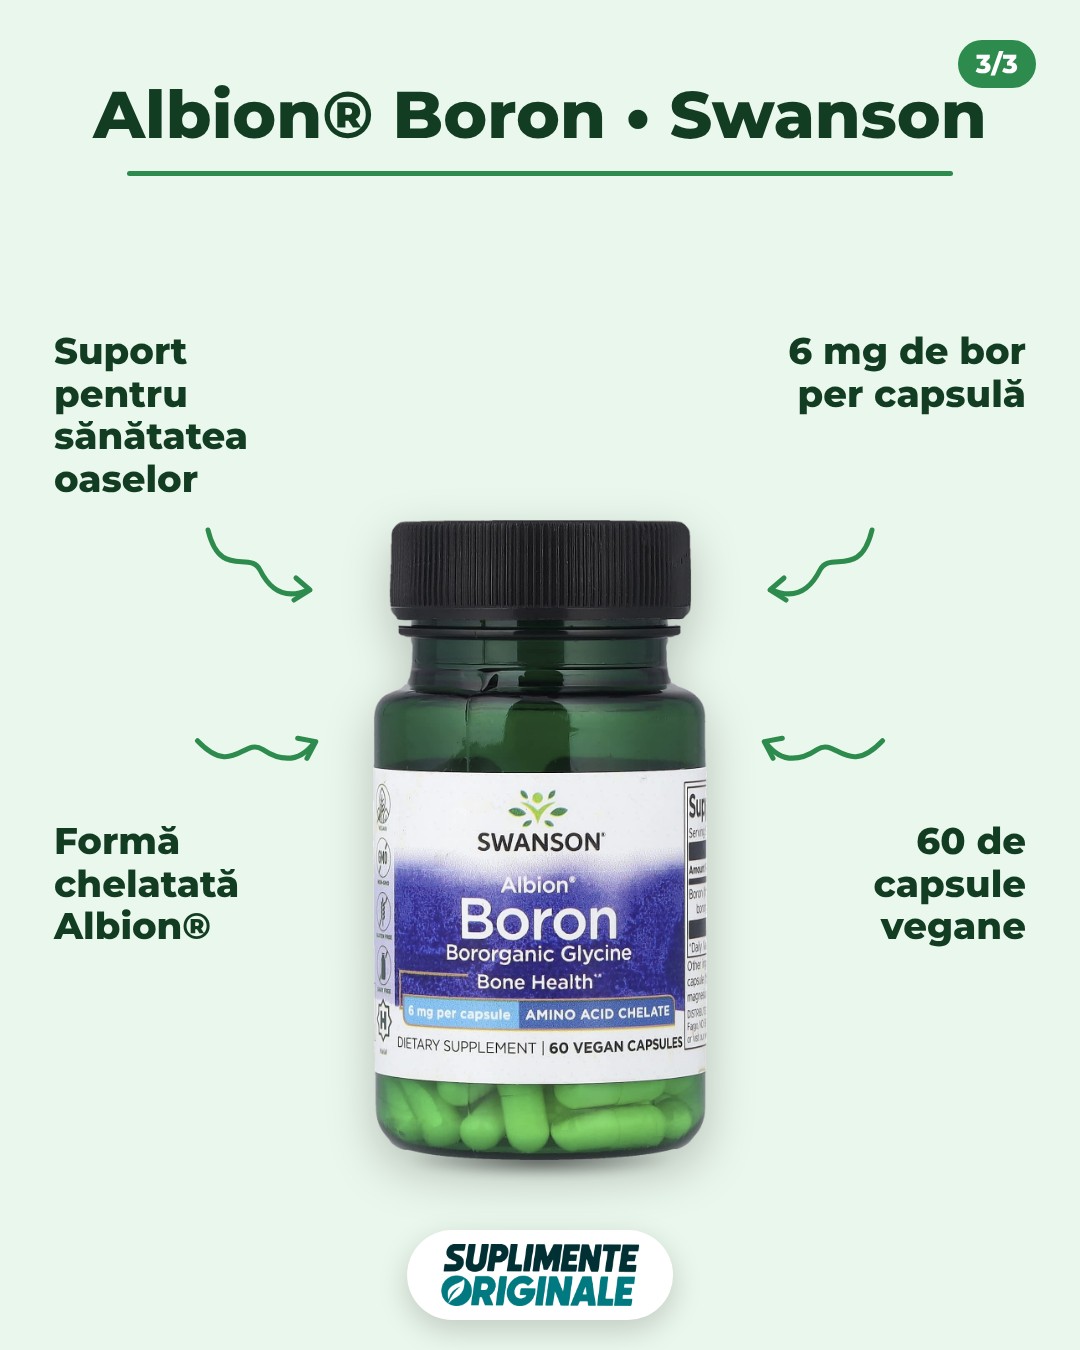 3/3
Albion® Boron • Swanson
Suport
pentru
sănătatea
oaselor
6 mg de bor
per capsulă
Formă
chelatată
Albion®
60 de
capsule
vegane
SWANSON®
Albion®
Boron
Bororganic Glycine
Bone Health**
6 mg per capsule AMINO ACID CHELATE
DIETARY SUPPLEMENT | 60 VEGAN CAPSULES
SUPLIMENTE
ORIGINALE